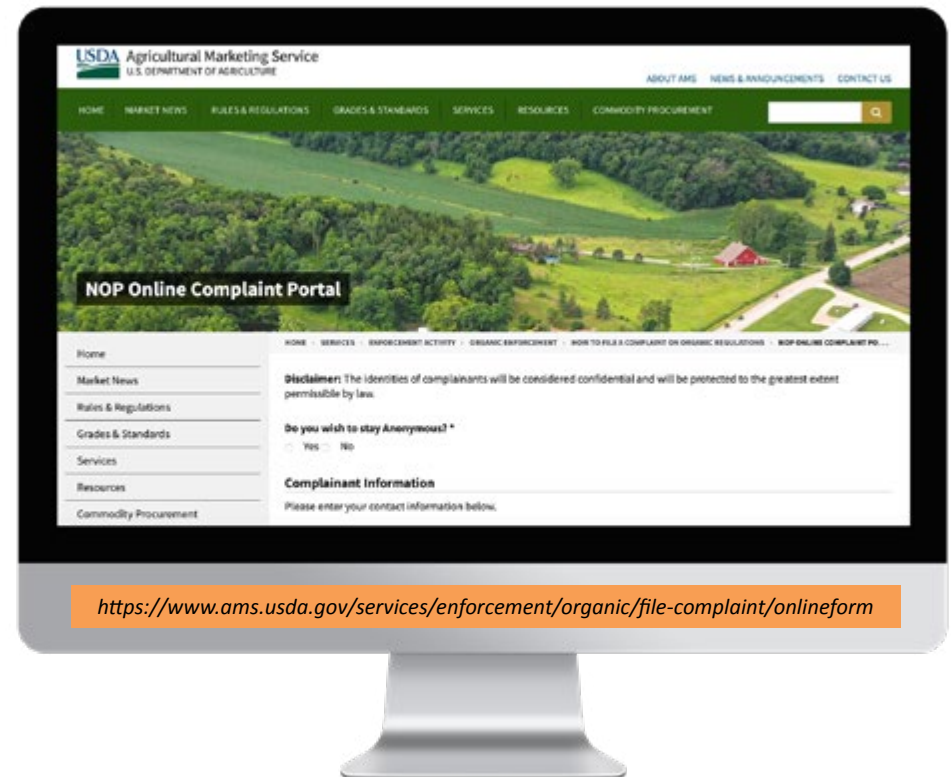 USDA Agricultural Marketing Service
U.S. DEPARTMENT OF AGRICULTURE
ABOUT AMS NEWS & ANNOUNCEMENTS CONTACT US
HOME MARKET NEWS RULES & REGULATIONS GRADES & STANDARDS SERVICES RESOURCES COMMODITY PROCUREMENT
NOP Online Complaint Portal
HOME - SERVICES - ENFORCEMENT ACTIVITY - ORGANIC ENFORCEMENT - HOW TO FILE A COMPLAINT ON ORGANIC REGULATIONS - NOP ONLINE COMPLAINT PO...
Home
Market News
Rules & Regulations
Grades & Standards
Services
Resources
Commodity Procurement
Disclaimer: The identities of complainants will be considered confidential and will be protected to the greatest extent
permissible by law.
Do you wish to stay Anonymous? *
Yes No
Complainant Information
Please enter your contact information below.
https://www.ams.usda.gov/services/enforcement/organic/file-complaint/onlineform